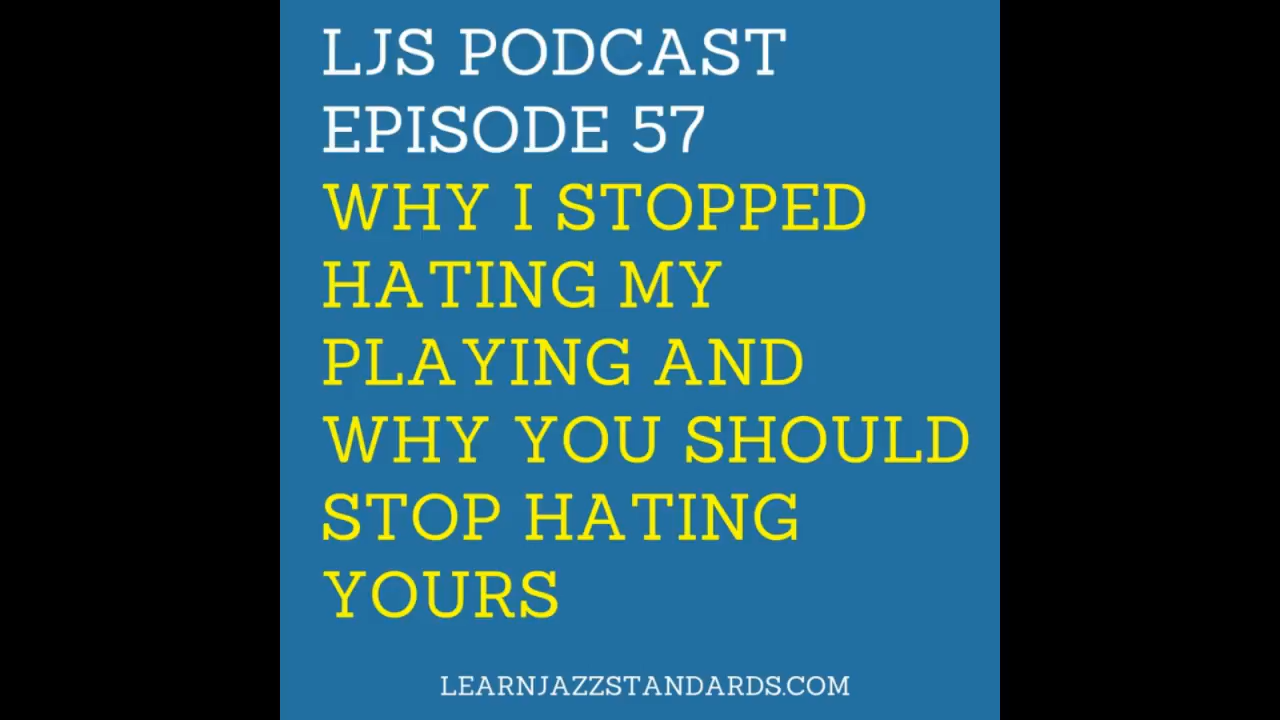 LJS PODCAST
EPISODE 57
WHY I STOPPED
HATING MY
PLAYING AND
WHY YOU SHOULD
STOP HATING
YOURS
LEARNJAZZSTANDARDS.COM